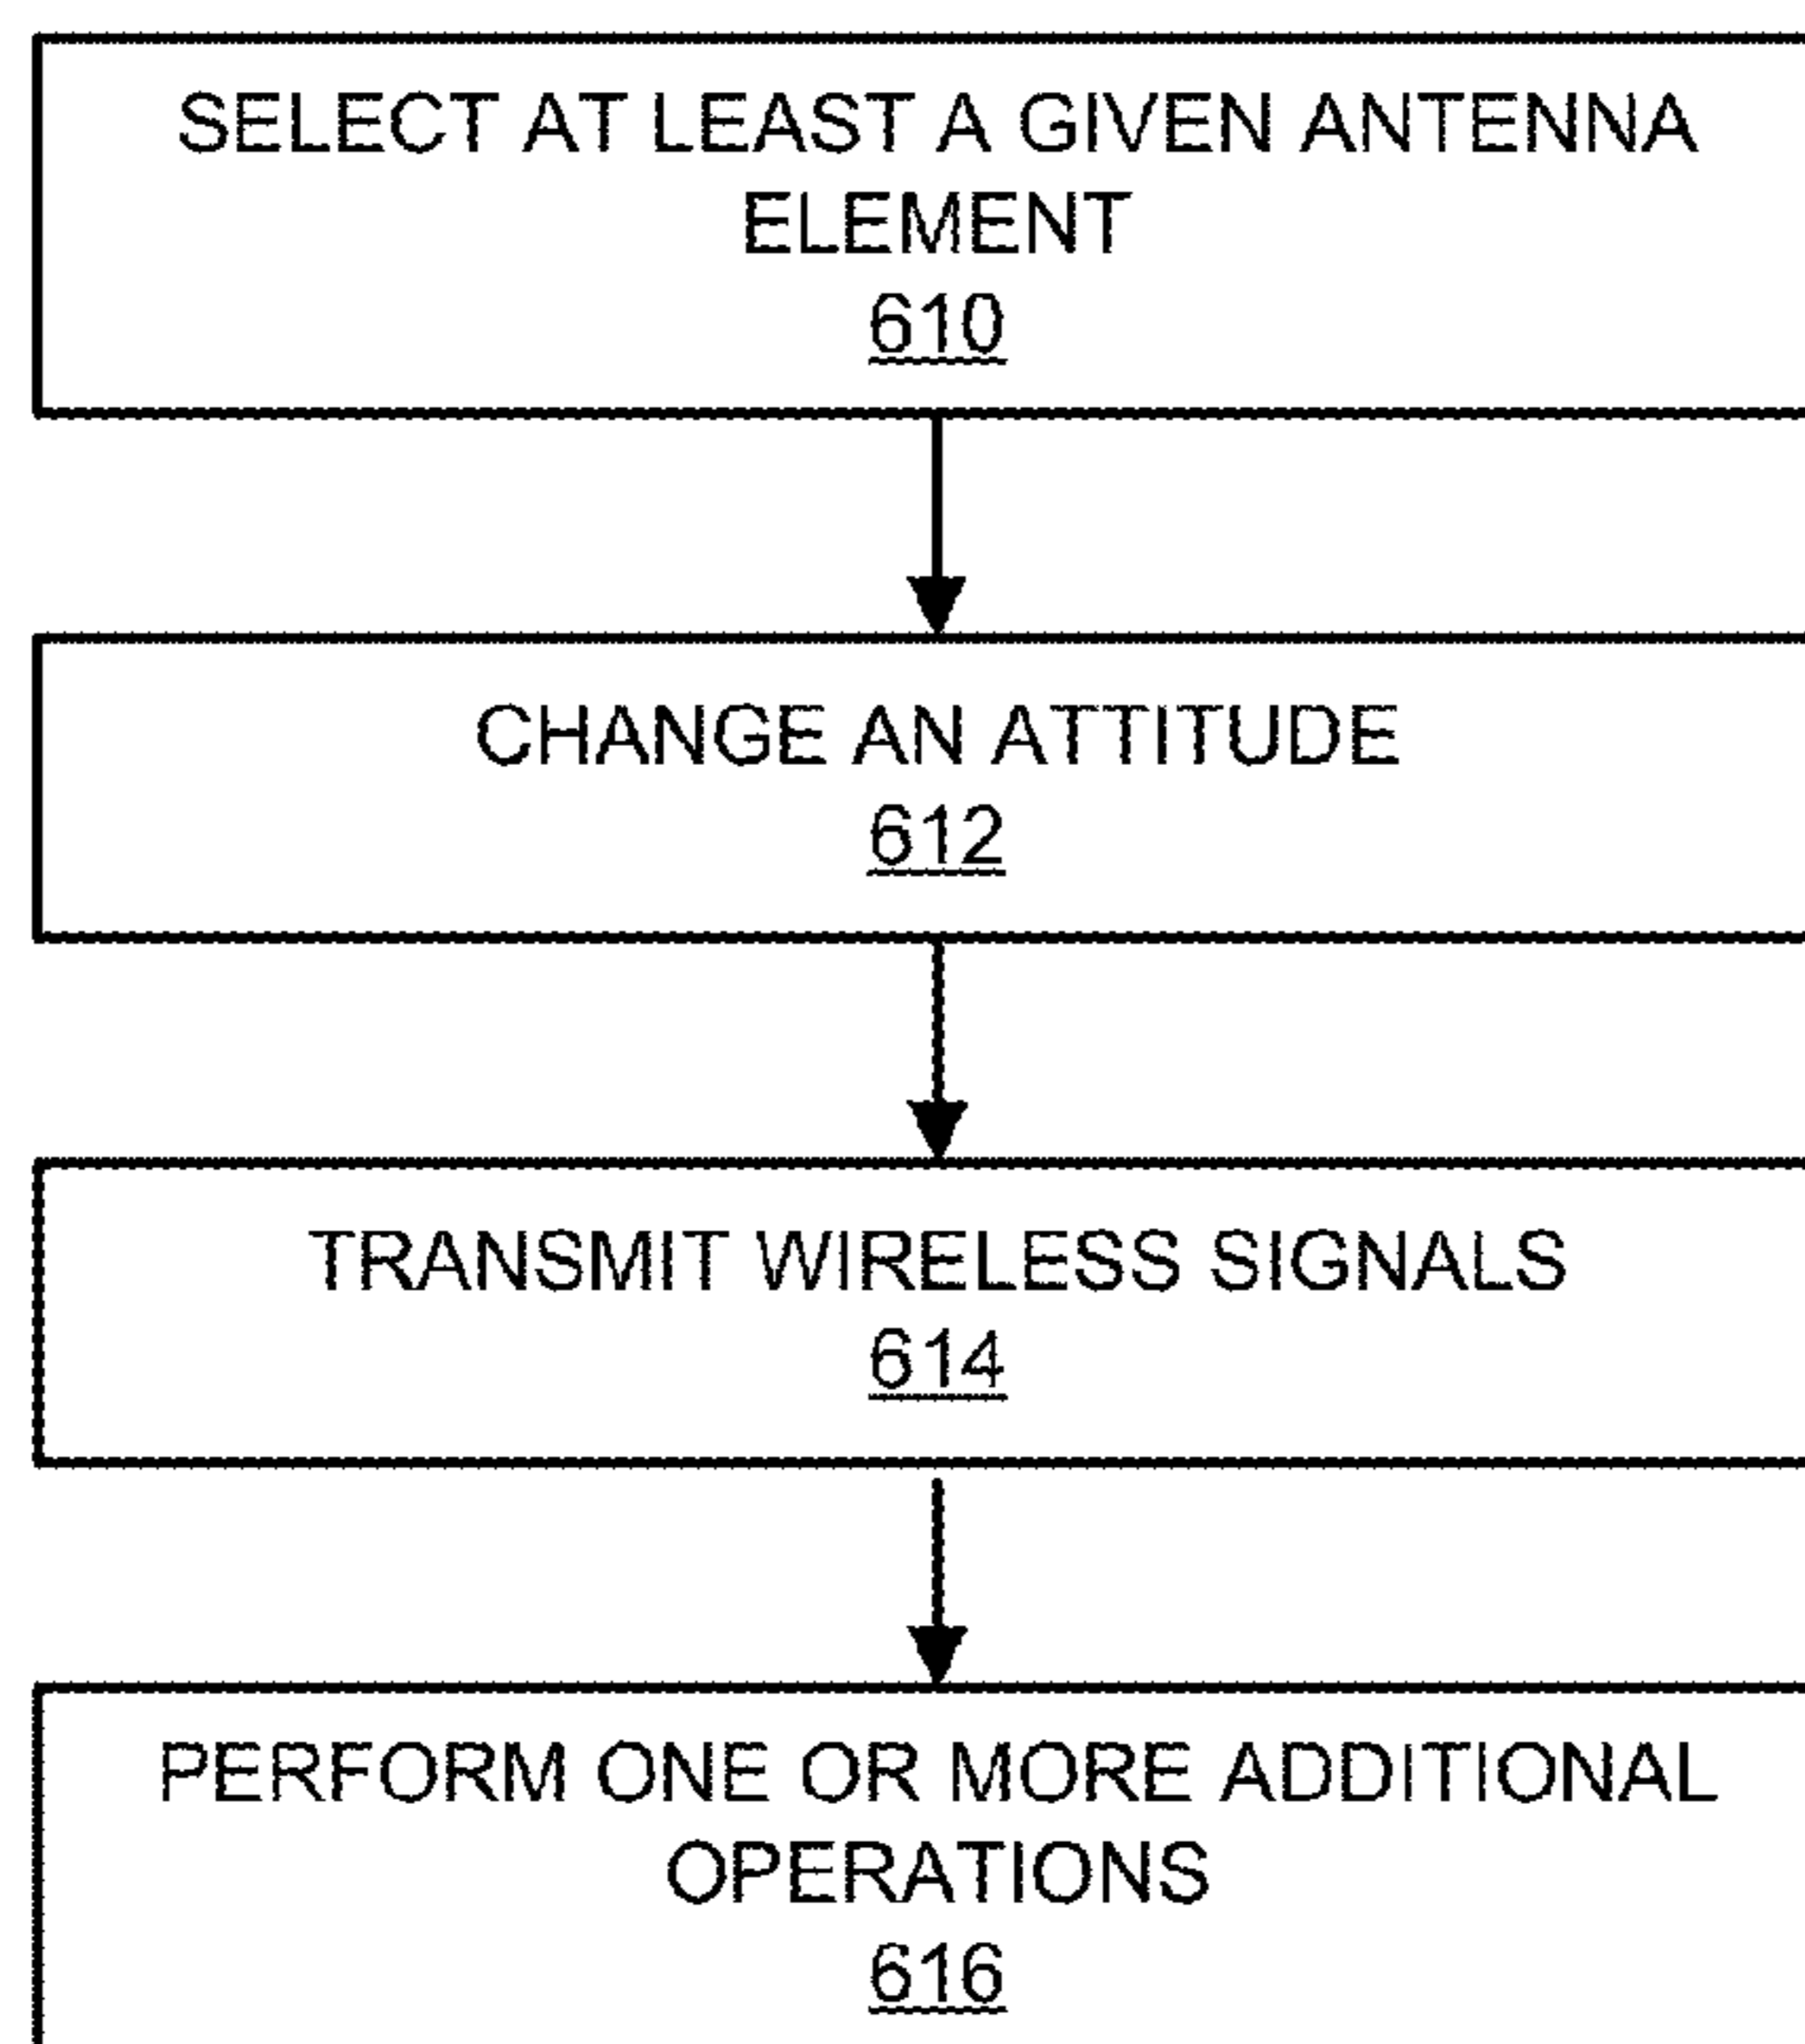 SELECT AT LEAST A GIVEN ANTENNA
ELEMENT
610
CHANGE AN ATTITUDE
612
TRANSMIT WIRELESS SIGNALS
614
PERFORM ONE OR MORE ADDITIONAL
OPERATIONS
616